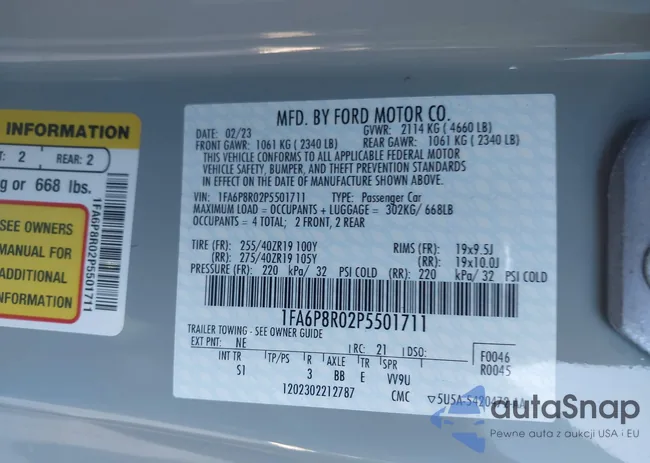 INFORMATION
2 REAR: 2
g or 668 lbs.
SEE OWNERS
MANUAL FOR
ADDITIONAL
INFORMATION
1FA6P8R02P5501711
MFD. BY FORD MOTOR CO.
DATE: 02/23 GVWR: 2114 KG (4660 LB)
FRONT GAWR: 1061 KG (2340 LB) REAR GAWR: 1061 KG (2340 LB)
THIS VEHICLE CONFORMS TO ALL APPLICABLE FEDERAL MOTOR
VEHICLE SAFETY, BUMPER, AND THEFT PREVENTION STANDARDS
IN EFFECT ON THE DATE OF MANUFACTURE SHOWN ABOVE.
VIN: 1FA6P8R02P5501711 TYPE: Passenger Car
MAXIMUM LOAD = OCCUPANTS + LUGGAGE = 302KG/ 668LB
OCCUPANTS = 4 TOTAL; 2 FRONT, 2 REAR
TIRE (FR): 255/40ZR19 100Y RIMS (FR): 19x9.5J
(RR): 275/40ZR19 105Y (RR): 19x10.0J
PRESSURE (FR): 220 kPa/ 32 PSI COLD (RR): 220 kPa/ 32 PSI COLD
1FA6P8R02P5501711
TRAILER TOWING - SEE OWNER GUIDE
EXT PNT: NE RC: 21 DSO: F0046
R0045
INT TR TP/PS R AXLE TR SPR
S1 3 BB E VV9U
1202302212787 CMC
autaSnap
Pewne auta z aukcji USA i EU